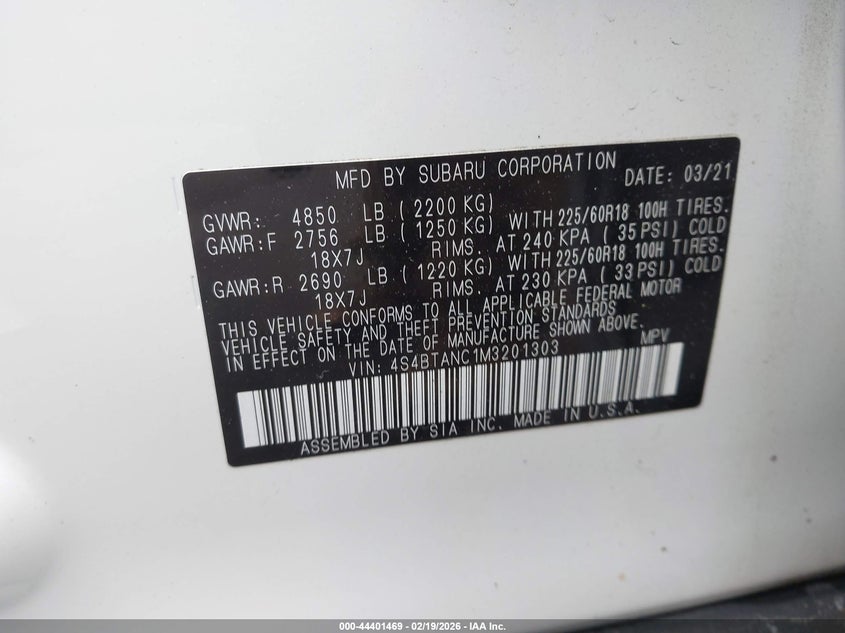 MFD BY SUBARU CORPORATION DATE: 03/21
GVWR: 4850 LB ( 2200 KG)
GAWR:F 2756 LB ( 1250 KG) WITH 225/60R18 100H TIRES.
18X7J RIMS. AT 240 KPA ( 35 PSI) COLD
GAWR:R 2690 LB ( 1220 KG) WITH 225/60R18 100H TIRES.
18X7J RIMS. AT 230 KPA ( 33 PSI) COLD
THIS VEHICLE CONFORMS TO ALL APPLICABLE FEDERAL MOTOR
VEHICLE SAFETY AND THEFT PREVENTION STANDARDS
IN EFFECT ON THE DATE OF MANUFACTURE SHOWN ABOVE.
VIN: 4S4BTANC1M3201303 MPV
ASSEMBLED BY SIA INC. MADE IN U.S.A.
000-44401469 - 02/19/2026 - IAA Inc.